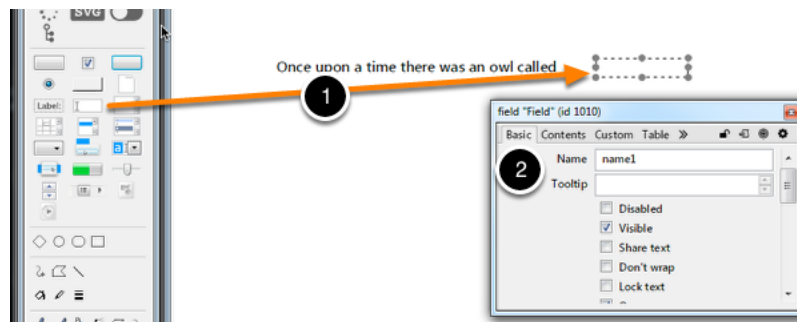 SVG
Once upon a time there was an owl called
1
Label:
field "Field" (id 1010)
Basic Contents Custom Table »
2
Name name1
Tooltip
Disabled
Visible
Share text
Don't wrap
Lock text